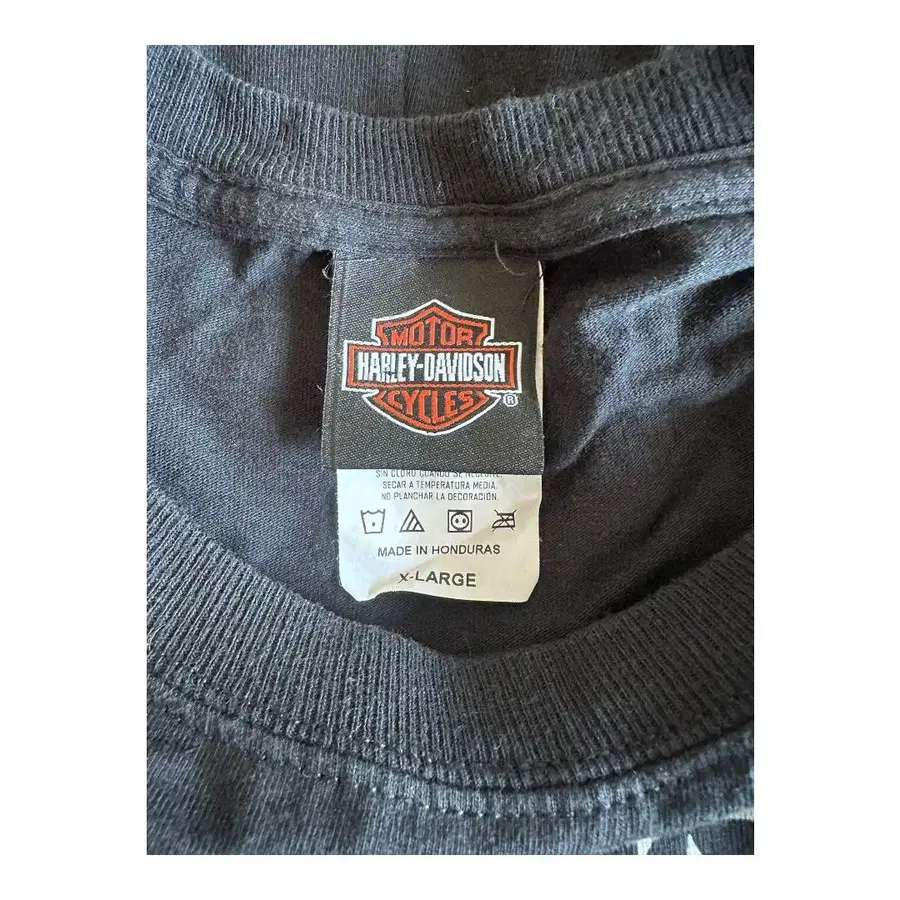 MOTOR
HARLEY-DAVIDSON
CYCLES
®
SIN CLORO CUANDO SE NECESITE.
SECAR A TEMPERATURA MEDIA.
NO PLANCHAR LA DECORACIÓN.
MADE IN HONDURAS
X-LARGE